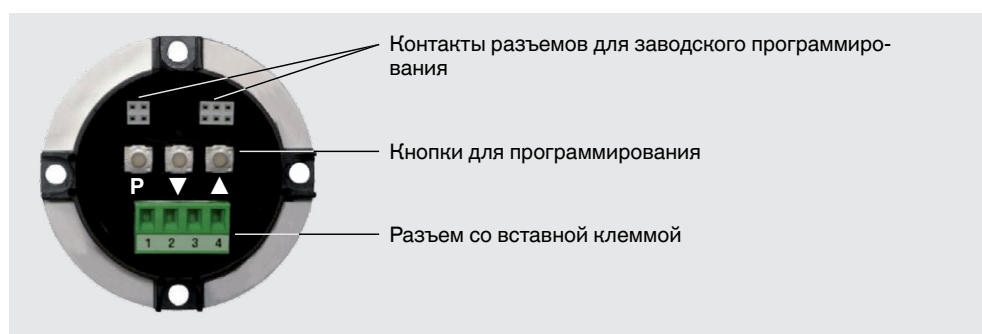 Контакты разъемов для заводского программиро-
вания
Кнопки для программирования
P ▼ ▲
Разъем со вставной клеммой
1 2 3 4